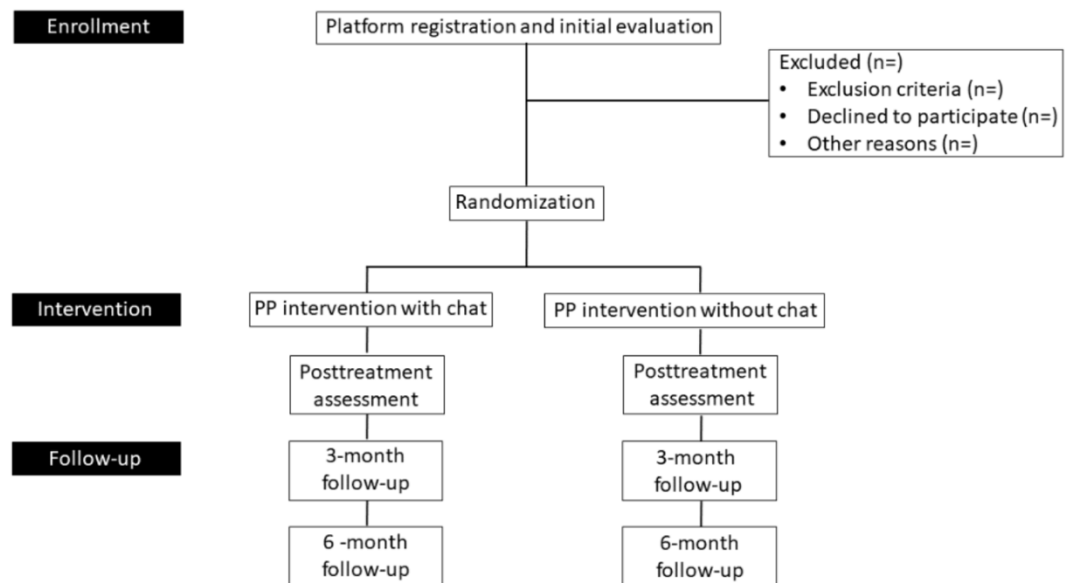 Enrollment
Platform registration and initial evaluation
Excluded (n=)
• Exclusion criteria (n=)
• Declined to participate (n=)
• Other reasons (n=)
Randomization
Intervention
PP intervention with chat
PP intervention without chat
Posttreatment
assessment
Posttreatment
assessment
Follow-up
3-month
follow-up
3-month
follow-up
6 -month
follow-up
6-month
follow-up